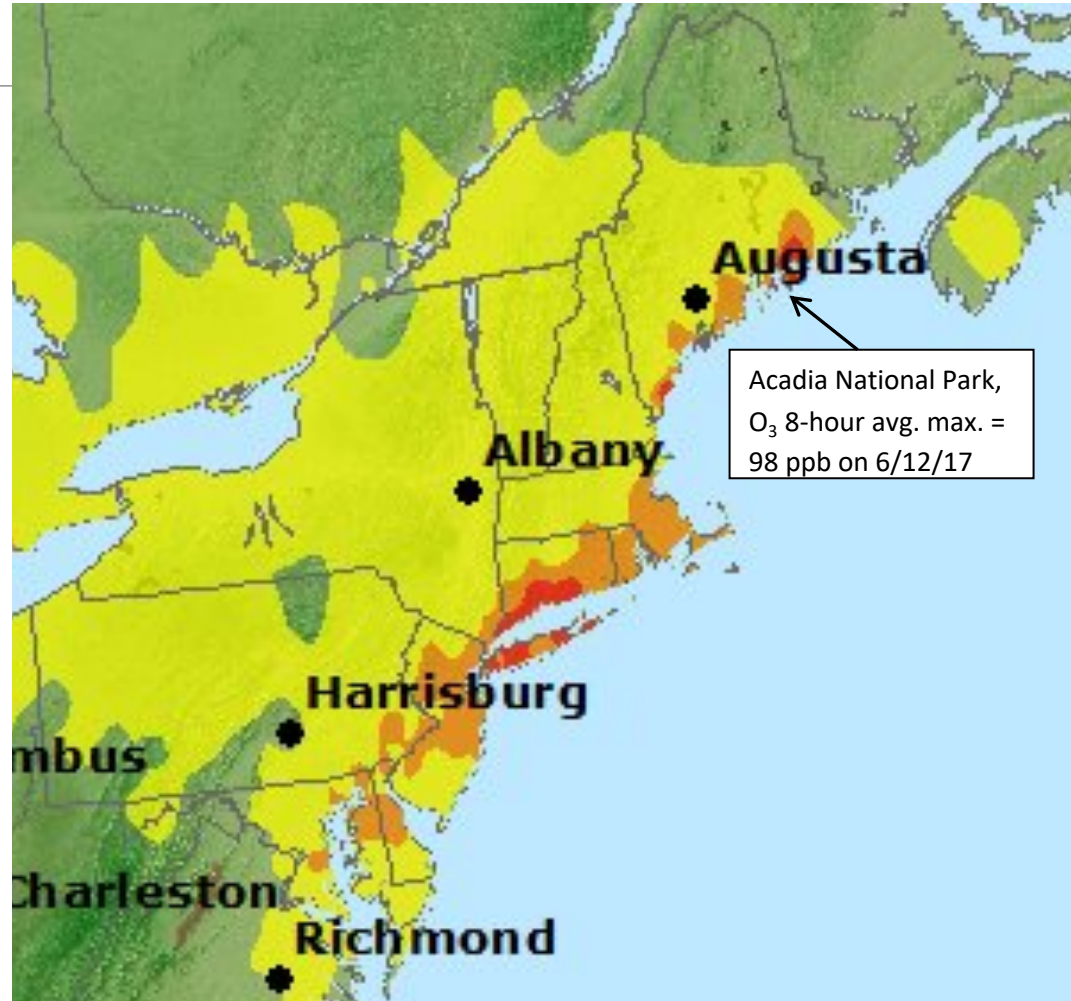 Augusta
Acadia National Park,
O₃ 8-hour avg. max. =
98 ppb on 6/12/17
Albany
Harrisburg
mbus
Charleston
Richmond